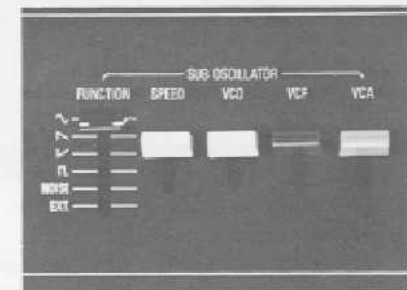 SUB OSCILLATOR
FUNCTION SPEED VCO VCF VCA
NOISE
EXT.